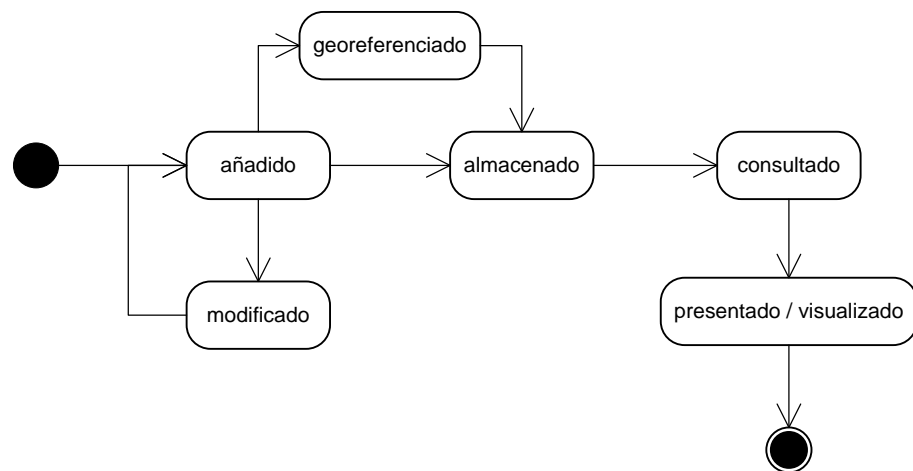 georeferenciado
añadido
almacenado
consultado
modificado
presentado / visualizado